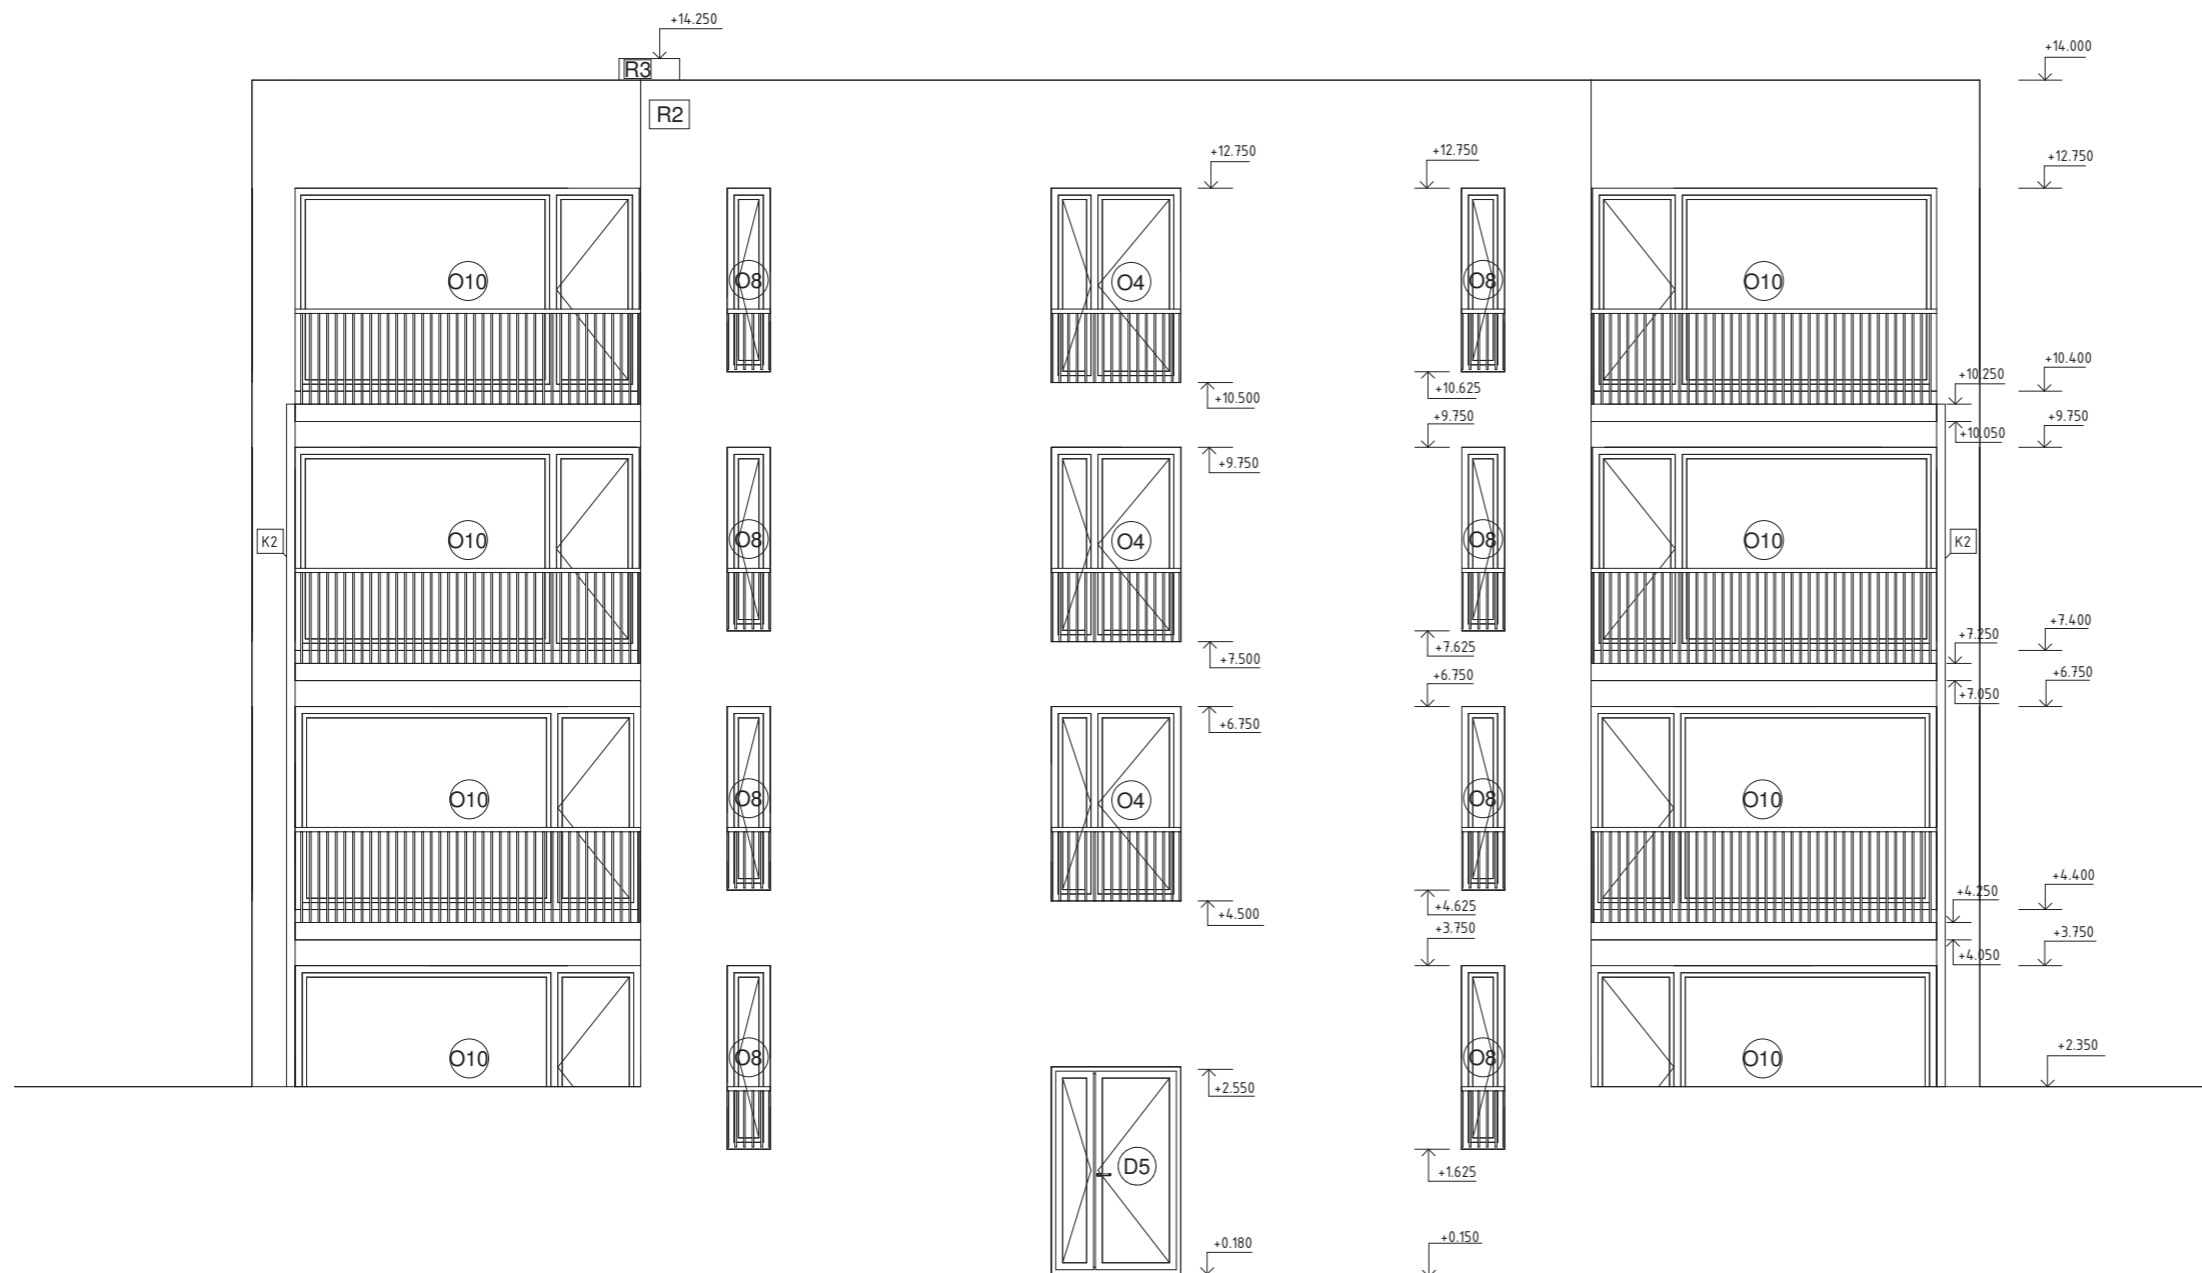 +14.250
+14.000
R3
R2
+12.750
+12.750
+12.750
O10
O8
O4
O8
O10
+10.400
+10.250
+10.625
+10.500
+9.750
+9.750
+10.050
+9.750
K2
O10
O8
O4
O8
O10
K2
+7.400
+7.250
+7.625
+7.500
+6.750
+6.750
+7.050
+6.750
O10
O8
O4
O8
O10
+4.400
+4.250
+4.625
+4.500
+3.750
+3.750
+4.050
O10
O8
O8
O10
+2.350
+2.550
D5
+1.625
+0.180
+0.150